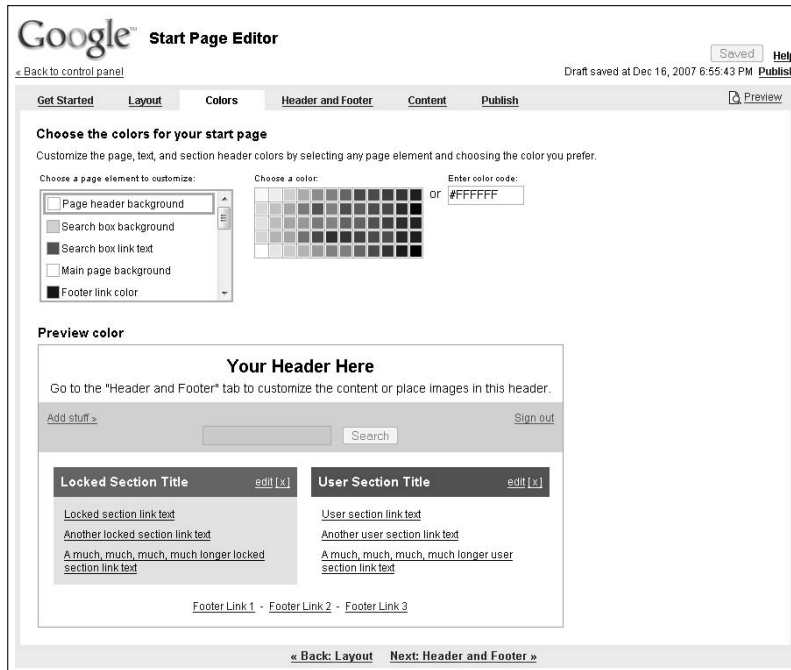 Google™ Start Page Editor
Saved Help
« Back to control panel
Draft saved at Dec 16, 2007 6:55:43 PM Publish
Get Started Layout Colors Header and Footer Content Publish Preview
Choose the colors for your start page
Customize the page, text, and section header colors by selecting any page element and choosing the color you prefer.
Choose a page element to customize: Choose a color: Enter color code:
Page header background or #FFFFFF
Search box background
Search box link text
Main page background
Footer link color
Preview color
Your Header Here
Go to the "Header and Footer" tab to customize the content or place images in this header.
Add stuff » Sign out
Search
Locked Section Title edit [x] User Section Title edit [x]
Locked section link text User section link text
Another locked section link text Another user section link text
A much, much, much, much longer locked A much, much, much, much longer user
section link text section link text
Footer Link 1 - Footer Link 2 - Footer Link 3
« Back: Layout Next: Header and Footer »